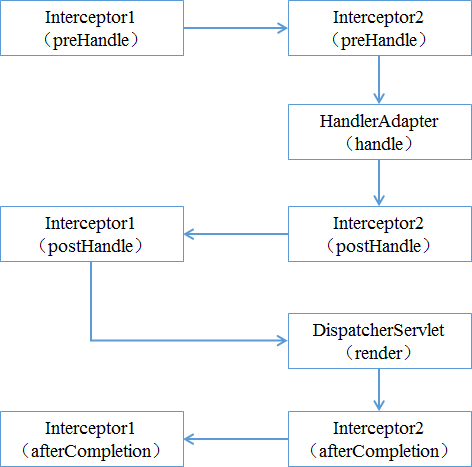 Interceptor1
（preHandle）
Interceptor2
（preHandle）
HandlerAdapter
（handle）
Interceptor1
（postHandle）
Interceptor2
（postHandle）
DispatcherServlet
（render）
Interceptor1
（afterCompletion）
Interceptor2
（afterCompletion）